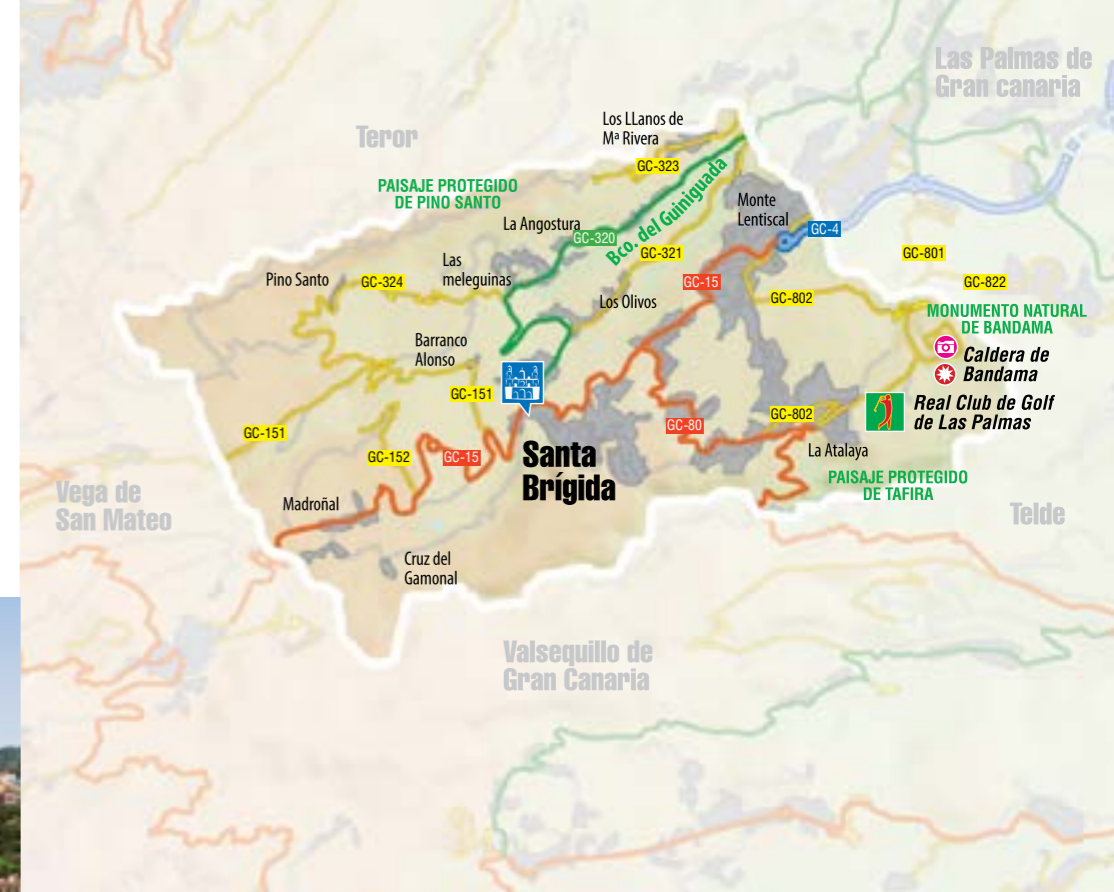 Las Palmas de
Gran canaria
Teror
Los LLanos de
Mª Rivera
GC-323
PAISAJE PROTEGIDO
DE PINO SANTO
Bco. del Guiniguada
Monte
Lentiscal
La Angostura
GC-320
GC-4
GC-321
GC-801
Las
meleguinas
Pino Santo
GC-324
GC-15
GC-822
GC-802
Los Olivos
MONUMENTO NATURAL
DE BANDAMA
Barranco
Alonso
Caldera de
Bandama
GC-151
Real Club de Golf
de Las Palmas
GC-802
GC-80
GC-151
La Atalaya
GC-152
GC-15
Santa
Brígida
PAISAJE PROTEGIDO
DE TAFIRA
Vega de
San Mateo
Madroñal
Telde
Cruz del
Gamonal
Valsequillo de
Gran Canaria